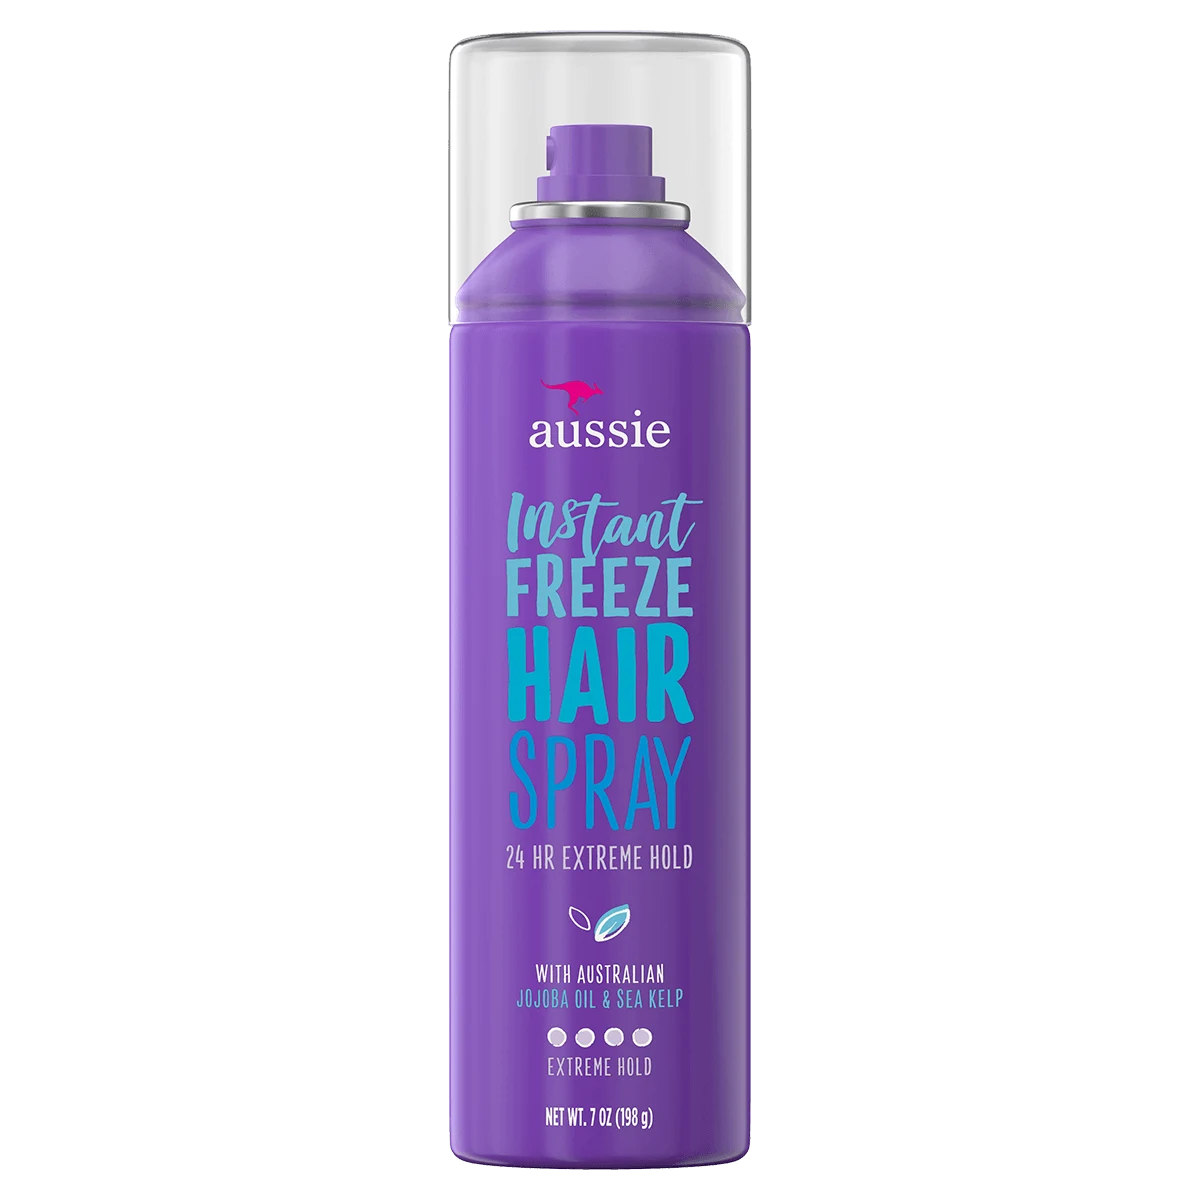 aussie
Instant
FREEZE
HAIR
SPRAY
24 HR EXTREME HOLD
WITH AUSTRALIAN
JOJOBA OIL & SEA KELP
EXTREME HOLD
NET WT. 7 OZ (198 g)